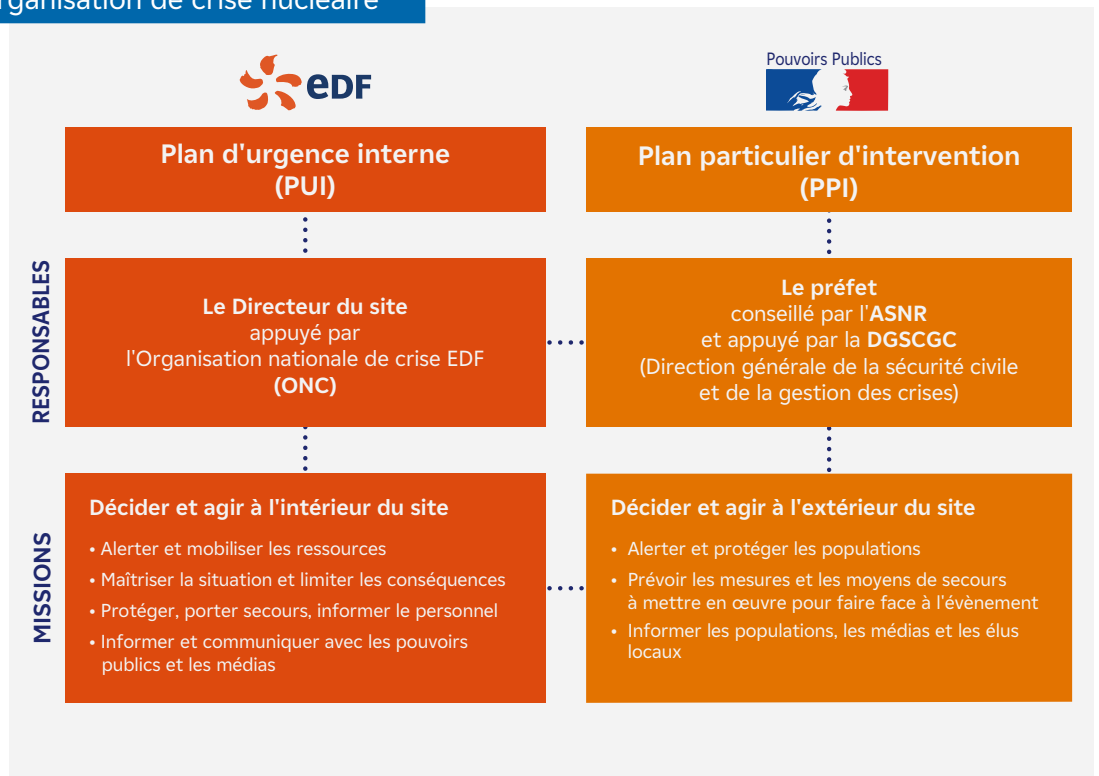 rganisation de crise nucléaire
edF
Pouvoirs Publics
Plan d'urgence interne
(PUI)
Plan particulier d'intervention
(PPI)
RESPONSABLES
Le Directeur du site
appuyé par
l'Organisation nationale de crise EDF
(ONC)
Le préfet
conseillé par l'ASNR
et appuyé par la DGSCGC
(Direction générale de la sécurité civile
et de la gestion des crises)
MISSIONS
Décider et agir à l'intérieur du site
• Alerter et mobiliser les ressources
• Maîtriser la situation et limiter les conséquences
• Protéger, porter secours, informer le personnel
• Informer et communiquer avec les pouvoirs
publics et les médias
Décider et agir à l'extérieur du site
• Alerter et protéger les populations
• Prévoir les mesures et les moyens de secours
à mettre en œuvre pour faire face à l'évènement
• Informer les populations, les médias et les élus
locaux